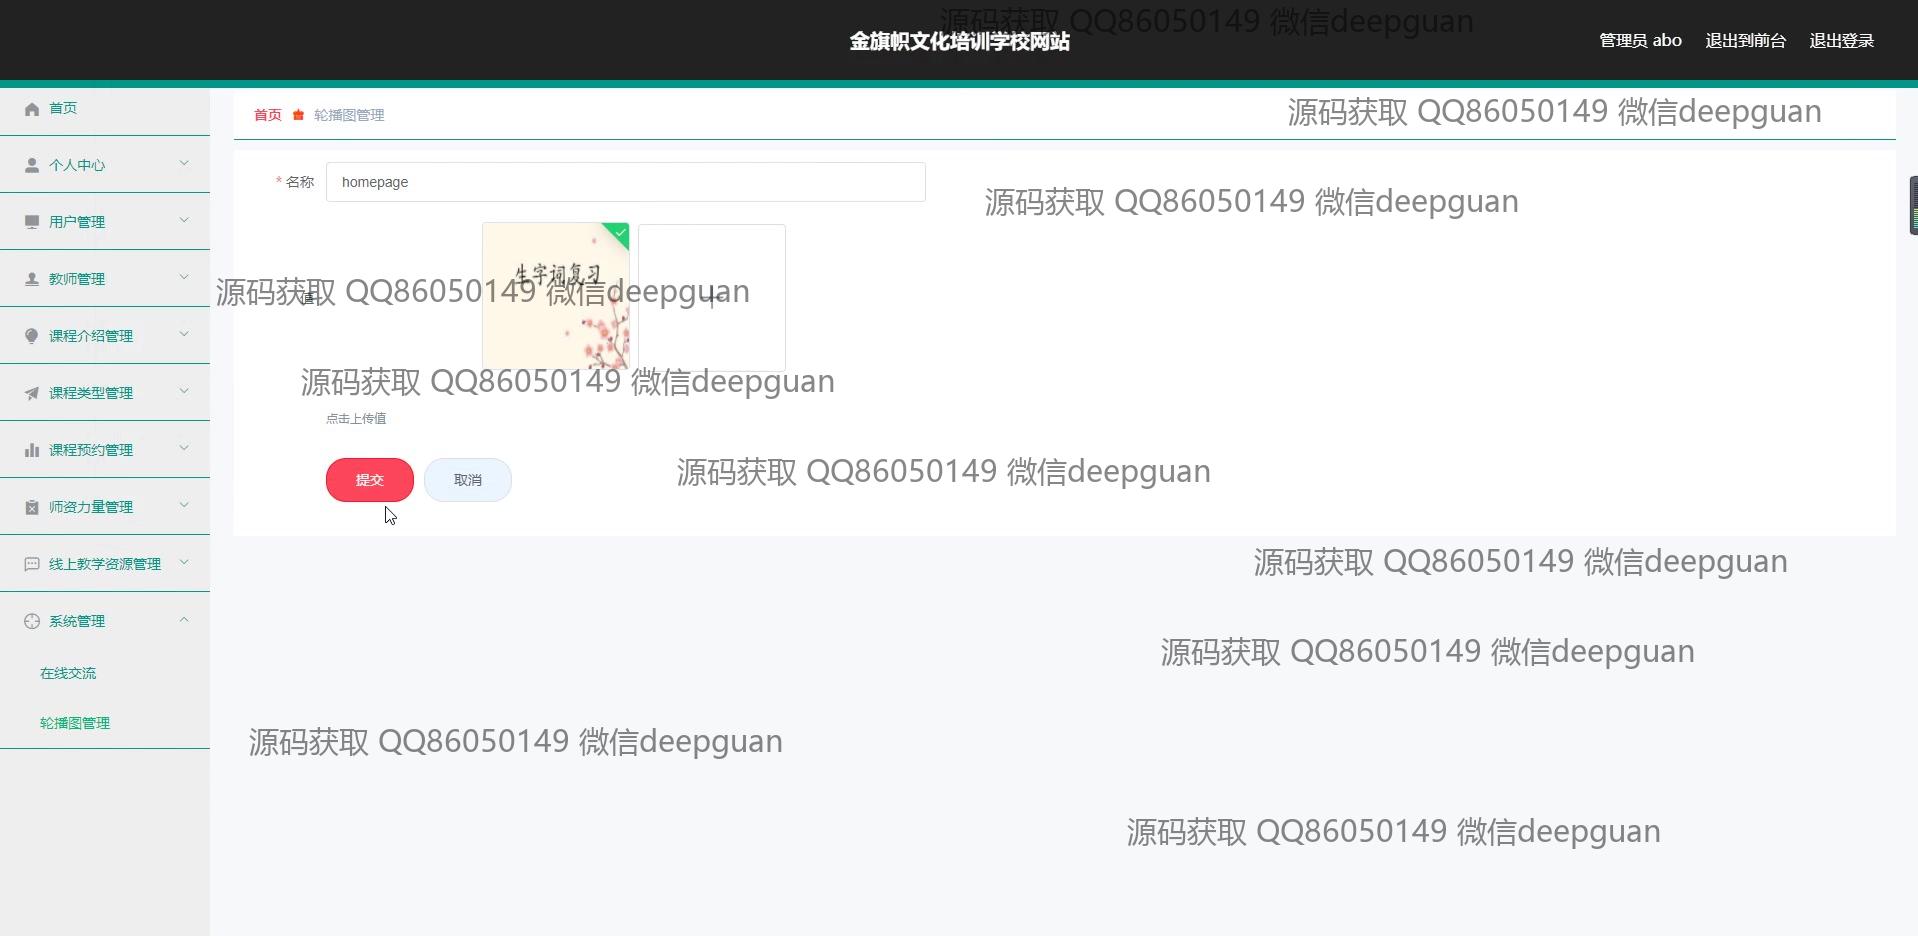 源码获取 QQ86050149 微信deepguan
金旗帜文化培训学校网站
管理员 abo 退出到前台 退出登录
首页
首页 轮播图管理
源码获取 QQ86050149 微信deepguan
个人中心
* 名称 homepage
源码获取 QQ86050149 微信deepguan
用户管理
生字词复习
教师管理
值
源码获取 QQ86050149 微信deepguan
课程介绍管理
源码获取 QQ86050149 微信deepguan
课程类型管理
点击上传值
课程预约管理
提交 取消
源码获取 QQ86050149 微信deepguan
师资力量管理
线上教学资源管理
源码获取 QQ86050149 微信deepguan
系统管理
源码获取 QQ86050149 微信deepguan
在线交流
轮播图管理
源码获取 QQ86050149 微信deepguan
源码获取 QQ86050149 微信deepguan